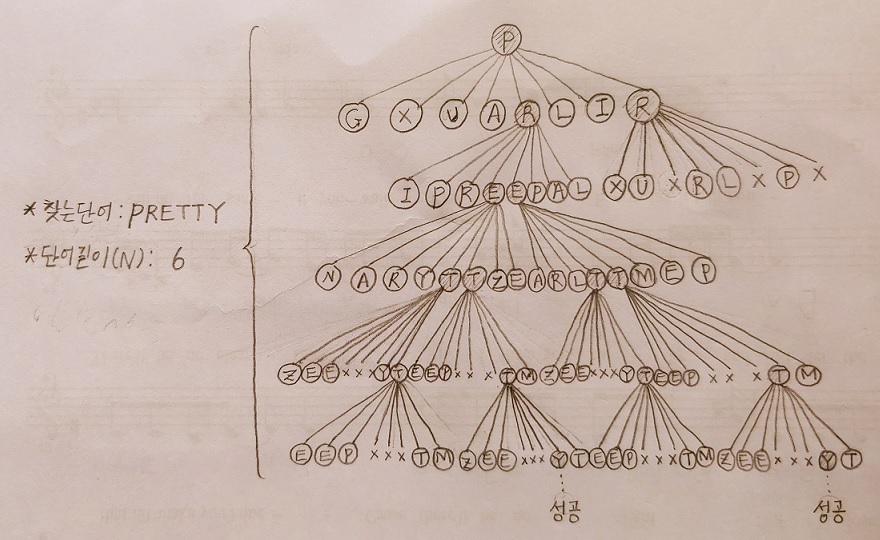 P
G X U A R L I R
I P R E E P A L X U X R L X P X
*찾는단어: PRETTY
*단어길이(N): 6
N A R Y T T Z E A R L T T M E E P
Z E E X X X Y T E E P X X X T M Z E E X X X Y T E E P X X X T M
E E P X X X T M Z E E X X X Y T E E P X X X T M Z E E X X X Y T
성공 성공